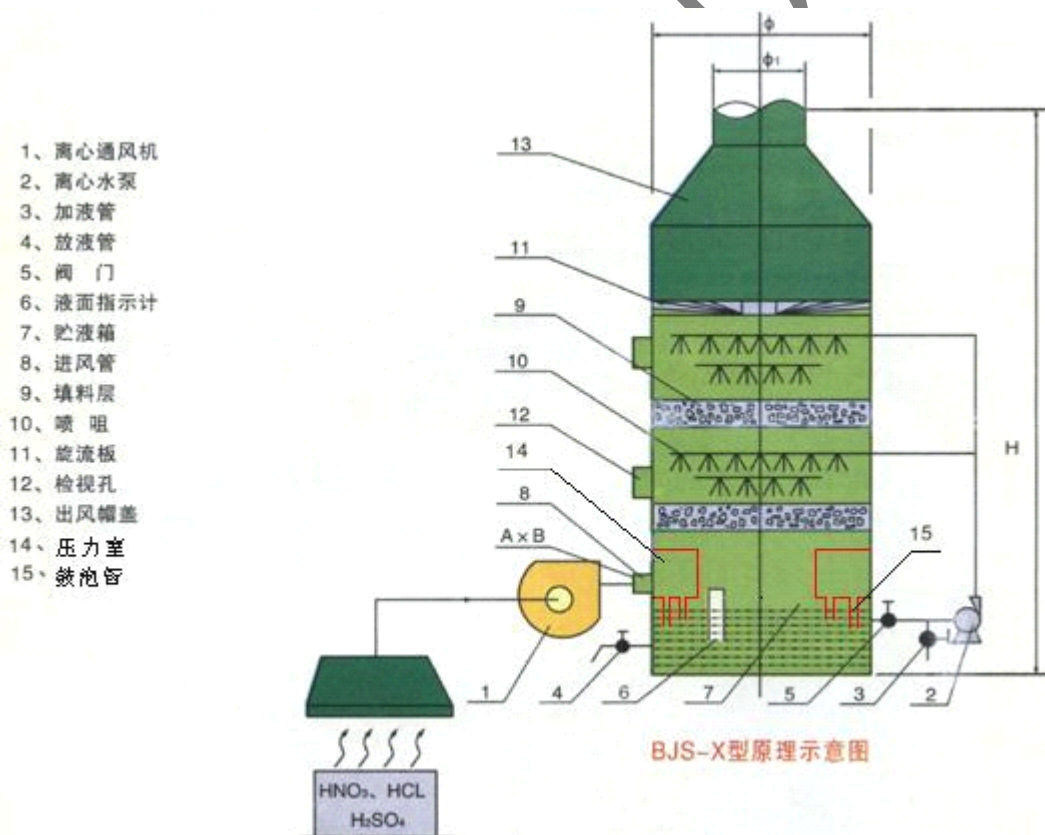 1、离心通风机
2、离心水泵
3、加液管
4、放液管
5、阀 门
6、液面指示计
7、贮液箱
8、进风管
9、填料层
10、喷 咀
11、旋流板
12、检视孔
13、出风帽盖
14、压力室
15、鼓泡管
ϕ
ϕ₁
13
11
9
10
12
14
8
A×B
H
15
1
4
6
7
5
3
2
BJS-X型原理示意图
HNO₃、HCL
H₂SO₄